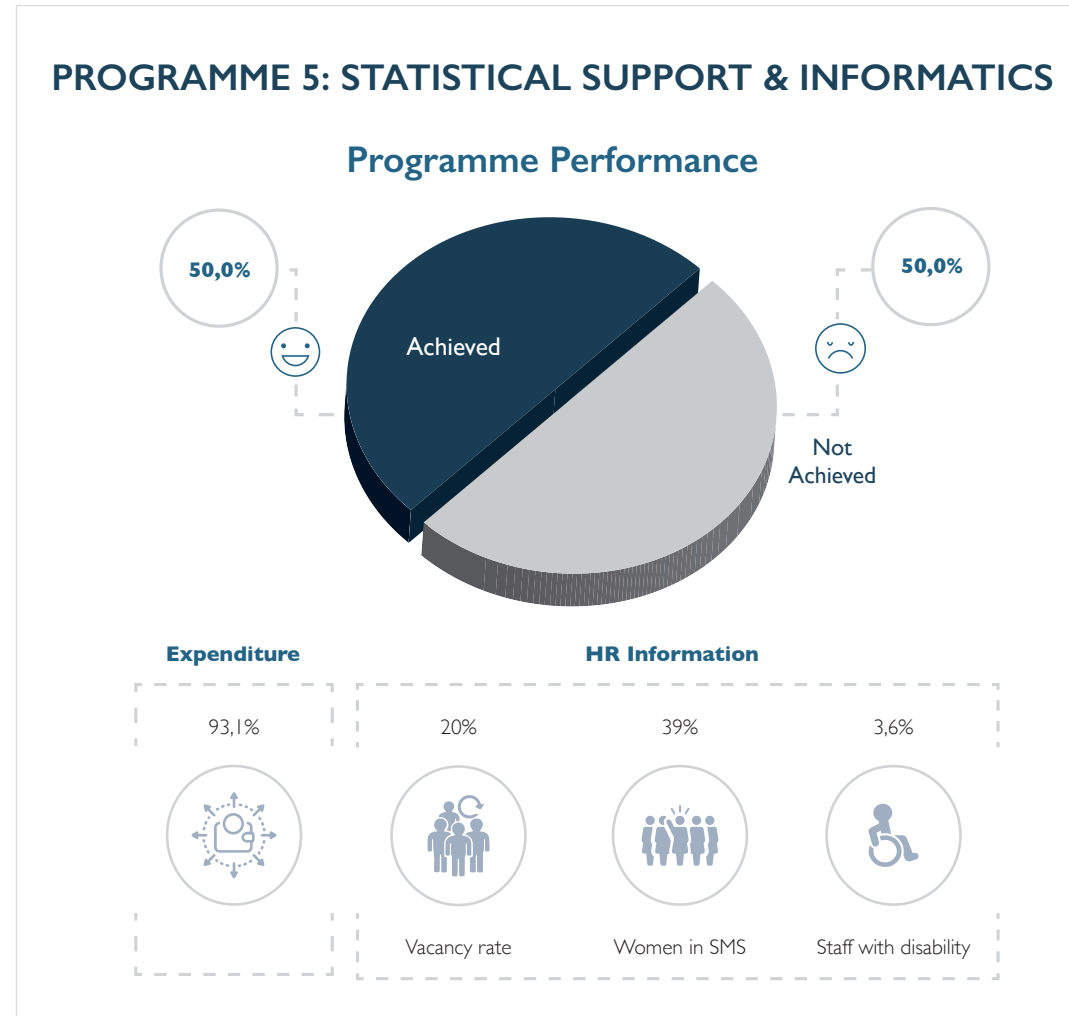 PROGRAMME 5: STATISTICAL SUPPORT & INFORMATICS
Programme Performance
50,0%
50,0%
Achieved
Not
Achieved
Expenditure
HR Information
93,1%
20%
39%
3,6%
Vacancy rate
Women in SMS
Staff with disability